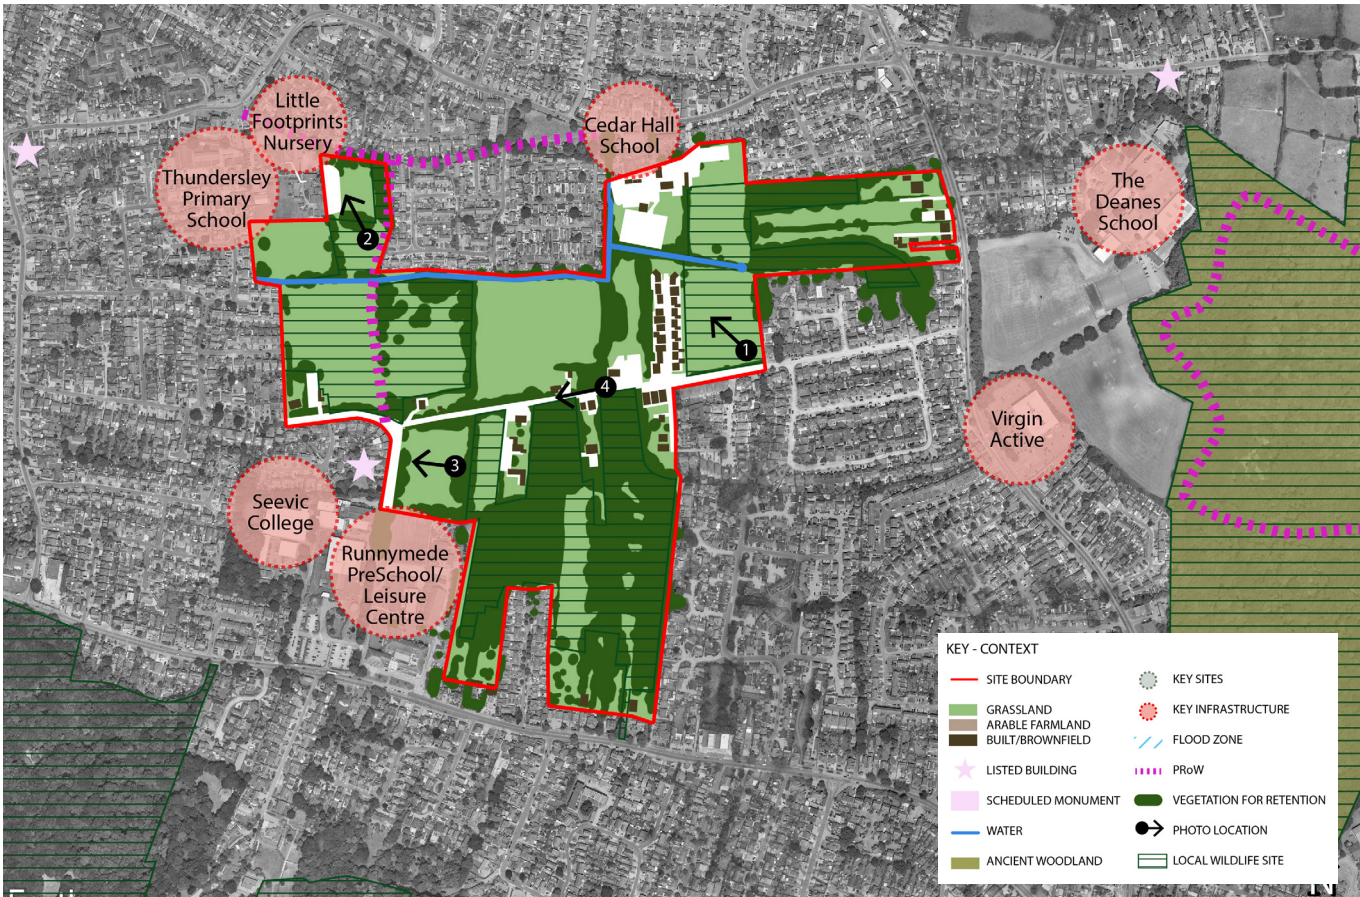 Little
Footprints
Nursery
Cedar Hall
School
Thundersley
Primary
School
The
Deanes
School
2
1
4
Virgin
Active
3
Seevic
College
Runnymede
PreSchool/
Leisure
Centre
KEY - CONTEXT
SITE BOUNDARY
GRASSLAND
ARABLE FARMLAND
BUILT/BROWNFIELD
LISTED BUILDING
SCHEDULED MONUMENT
WATER
ANCIENT WOODLAND
KEY SITES
KEY INFRASTRUCTURE
FLOOD ZONE
PRoW
VEGETATION FOR RETENTION
PHOTO LOCATION
LOCAL WILDLIFE SITE